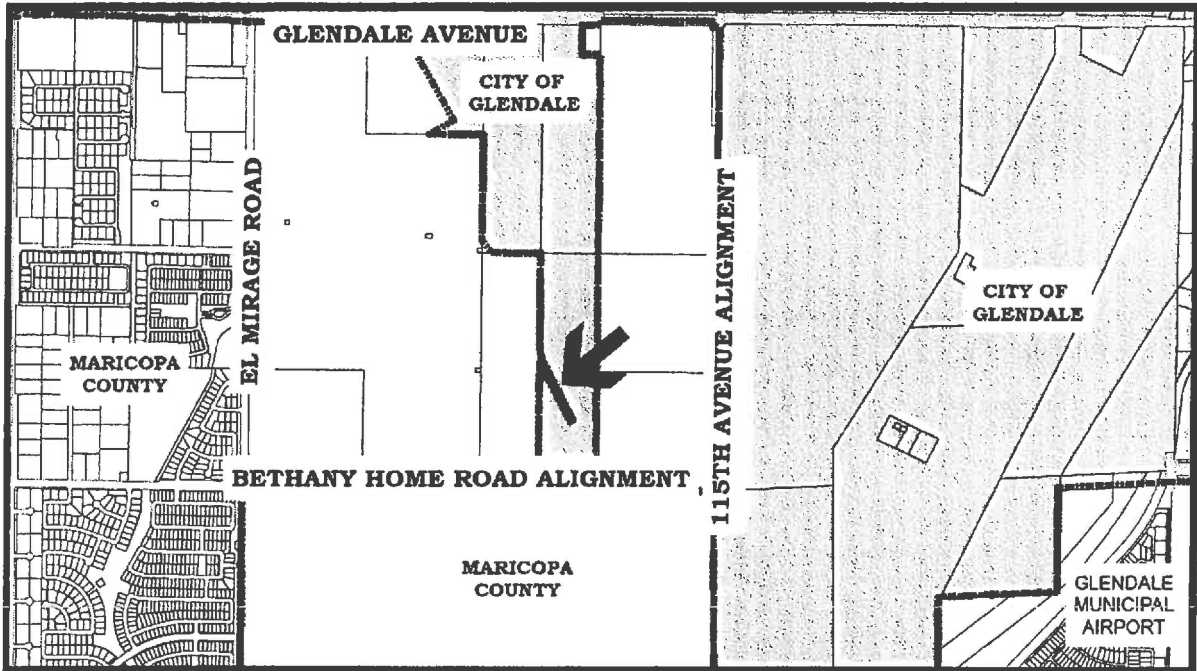 GLENDALE AVENUE
CITY OF
GLENDALE
EL MIRAGE ROAD
115TH AVENUE ALIGNMENT
CITY OF
GLENDALE
MARICOPA
COUNTY
BETHANY HOME ROAD ALIGNMENT
MARICOPA
COUNTY
GLENDALE
MUNICIPAL
AIRPORT